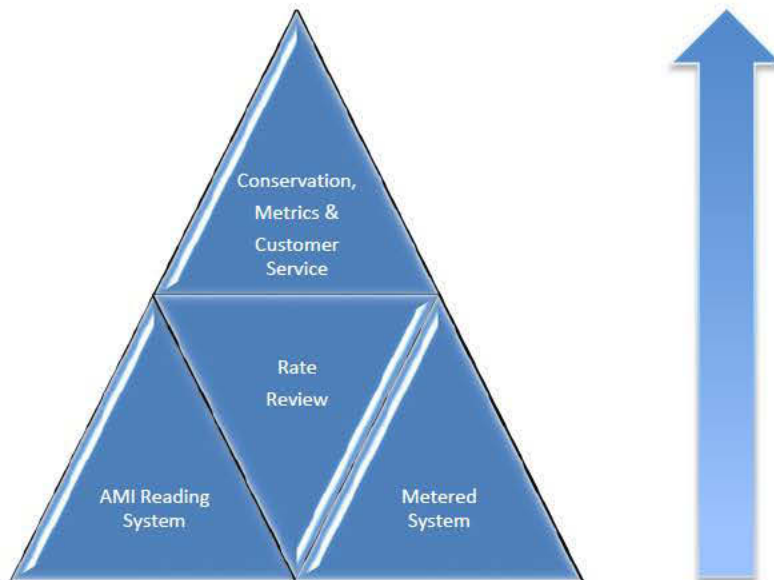 Conservation,
Metrics &
Customer
Service
Rate
Review
AMI Reading
System
Metered
System